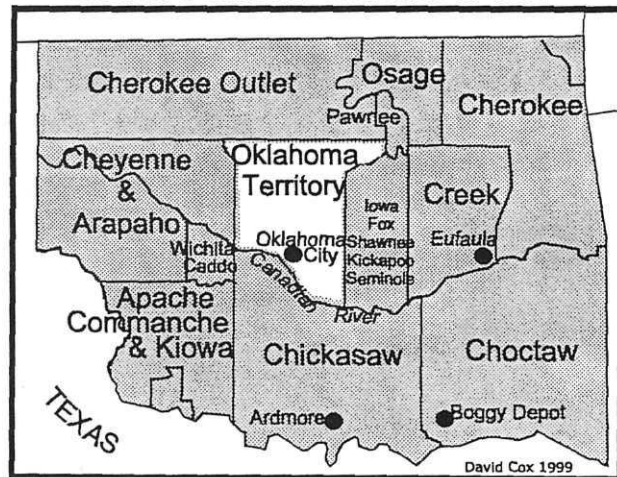 Cherokee Outlet
Osage
Cherokee
Pawnee
Cheyenne
&
Arapaho
Oklahoma
Territory
Creek
Iowa
Fox
Shawnee
Kickapoo
Seminole
Wichita
Caddo
Oklahoma
City
Eufaula
Canadian
River
Apache
Commanche
& Kiowa
Chickasaw
Choctaw
TEXAS
Ardmore
Boggy Depot
David Cox 1999